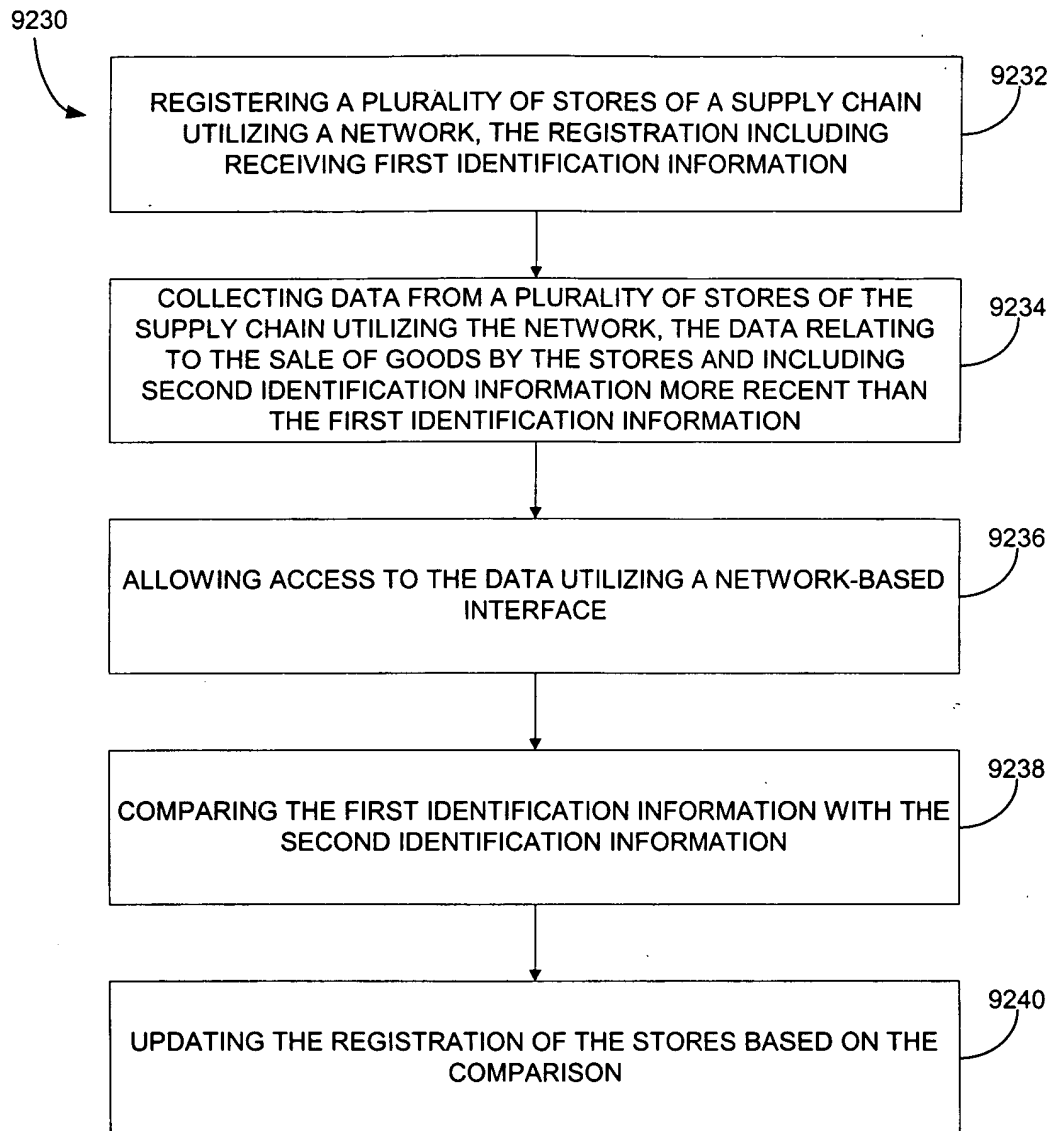 9230
9232
REGISTERING A PLURALITY OF STORES OF A SUPPLY CHAIN
UTILIZING A NETWORK, THE REGISTRATION INCLUDING
RECEIVING FIRST IDENTIFICATION INFORMATION
9234
COLLECTING DATA FROM A PLURALITY OF STORES OF THE
SUPPLY CHAIN UTILIZING THE NETWORK, THE DATA RELATING
TO THE SALE OF GOODS BY THE STORES AND INCLUDING
SECOND IDENTIFICATION INFORMATION MORE RECENT THAN
THE FIRST IDENTIFICATION INFORMATION
9236
ALLOWING ACCESS TO THE DATA UTILIZING A NETWORK-BASED
INTERFACE
9238
COMPARING THE FIRST IDENTIFICATION INFORMATION WITH THE
SECOND IDENTIFICATION INFORMATION
9240
UPDATING THE REGISTRATION OF THE STORES BASED ON THE
COMPARISON